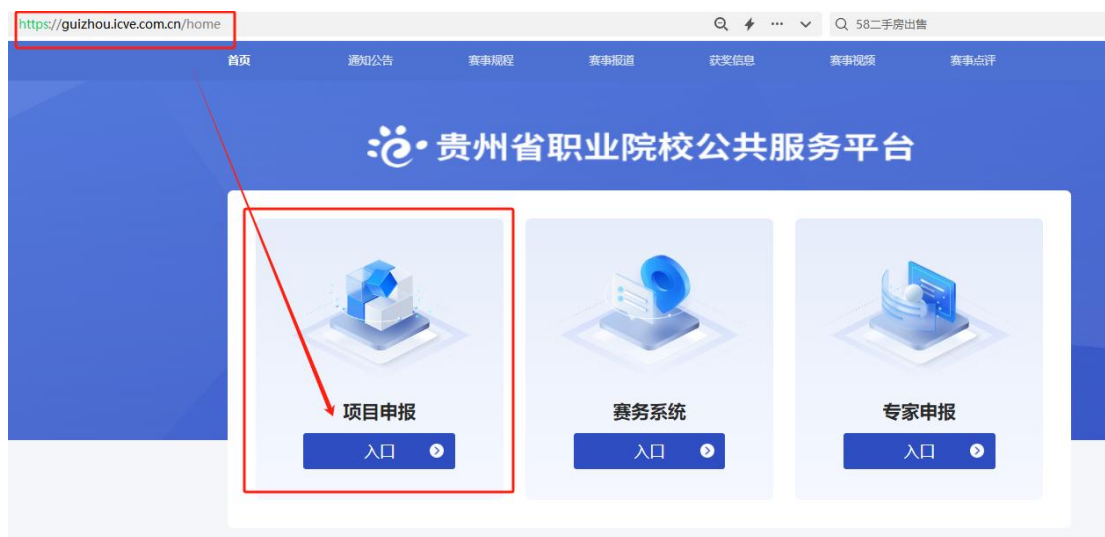 https://guizhou.icve.com.cn/home
58二手房出售
首页 通知公告 赛事规程 赛事报道 获奖信息 赛事视频 赛事点评
贵州省职业院校公共服务平台
项目申报 赛务系统 专家申报
入口 入口 入口